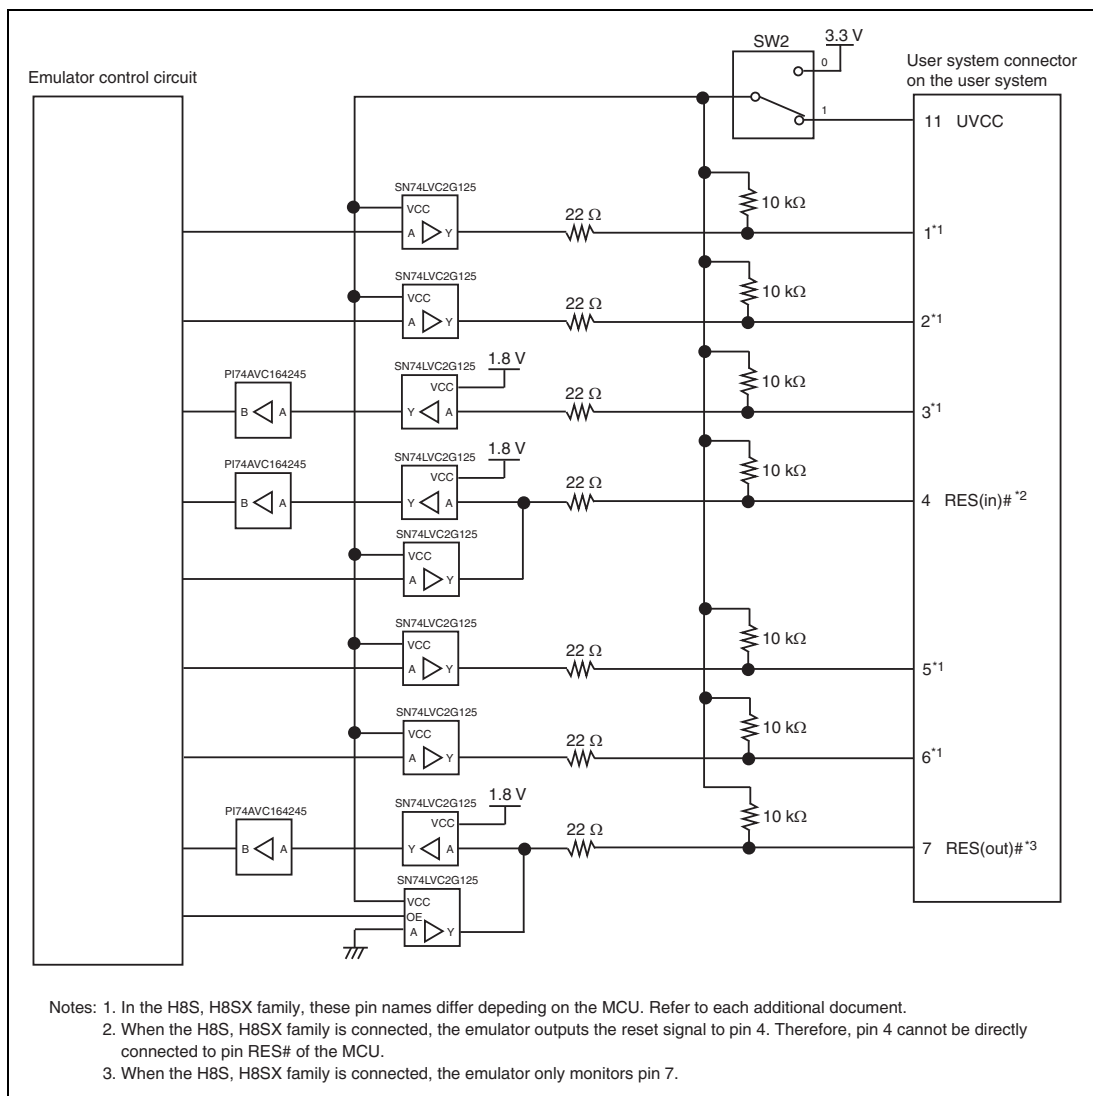 SW2
3.3 V
0
1
Emulator control circuit
User system connector
on the user system
11 UVCC
SN74LVC2G125
VCC
A Y
22 Ω
10 kΩ
1*1
SN74LVC2G125
VCC
A Y
22 Ω
10 kΩ
2*1
PI74AVC164245
B A
SN74LVC2G125
1.8 V
VCC
Y A
22 Ω
10 kΩ
3*1
PI74AVC164245
B A
SN74LVC2G125
1.8 V
VCC
Y A
22 Ω
10 kΩ
4 RES(in)#*2
SN74LVC2G125
VCC
A Y
SN74LVC2G125
VCC
A Y
22 Ω
10 kΩ
5*1
SN74LVC2G125
VCC
A Y
22 Ω
10 kΩ
6*1
PI74AVC164245
B A
SN74LVC2G125
1.8 V
VCC
Y A
22 Ω
10 kΩ
7 RES(out)#*3
SN74LVC2G125
VCC
OE
A Y
Notes: 1. In the H8S, H8SX family, these pin names differ depeding on the MCU. Refer to each additional document.
2. When the H8S, H8SX family is connected, the emulator outputs the reset signal to pin 4. Therefore, pin 4 cannot be directly
connected to pin RES# of the MCU.
3. When the H8S, H8SX family is connected, the emulator only monitors pin 7.